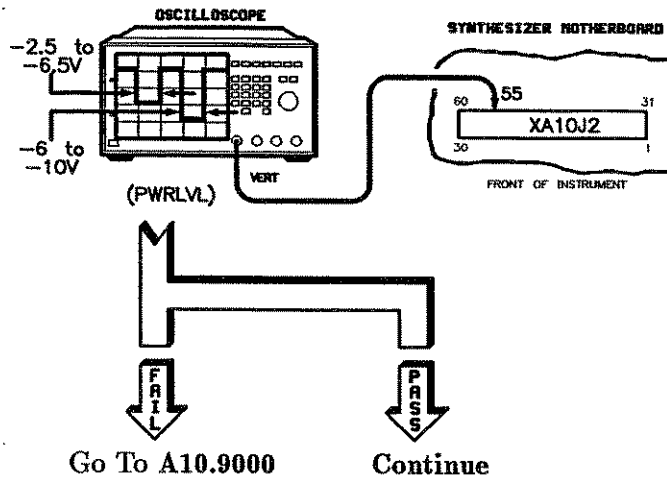 OSCILLOSCOPE
SYNTHESIZER MOTHERBOARD
-2.5 to
-6.5V
-6 to
-10V
VERT
55
60
31
XA10J2
30
1
FRONT OF INSTRUMENT
(PWRLVL)
FAIL
PASS
Go To A10.9000
Continue